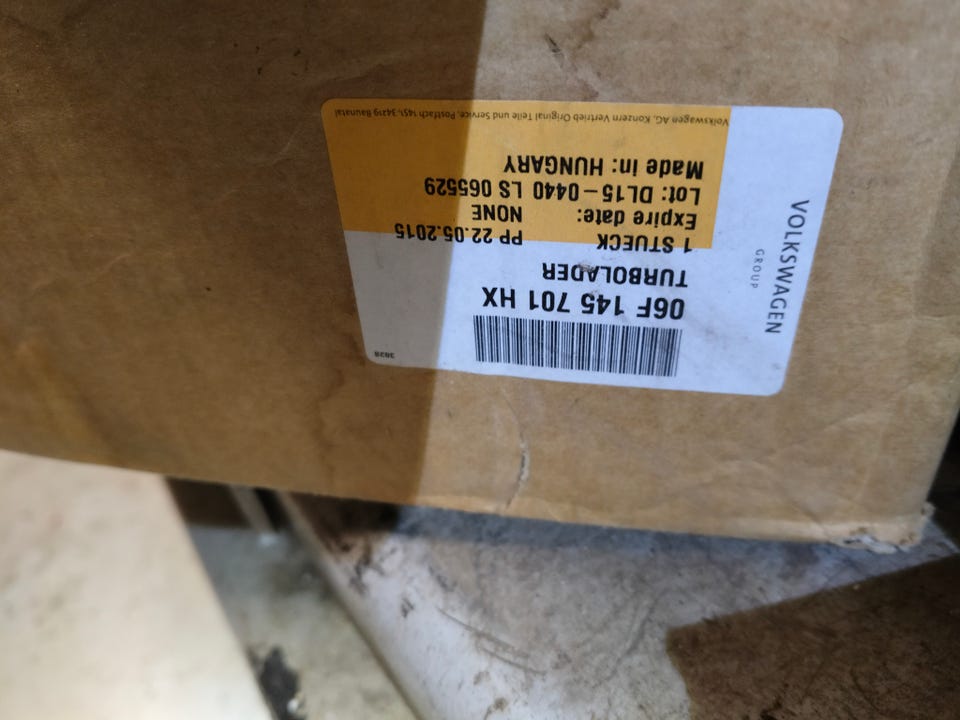 3828
06F 145 701 HX
TURBOLADER
1 STUECK PP 22.05.2015
Expire date: NONE
Lot: DL15-0440 LS 065529
Made in: HUNGARY
Volkswagen AG, Konzern Vertrieb Original Teile und Service, Postfach 1451, 34219 Baunatal
VOLKSWAGEN
GROUP